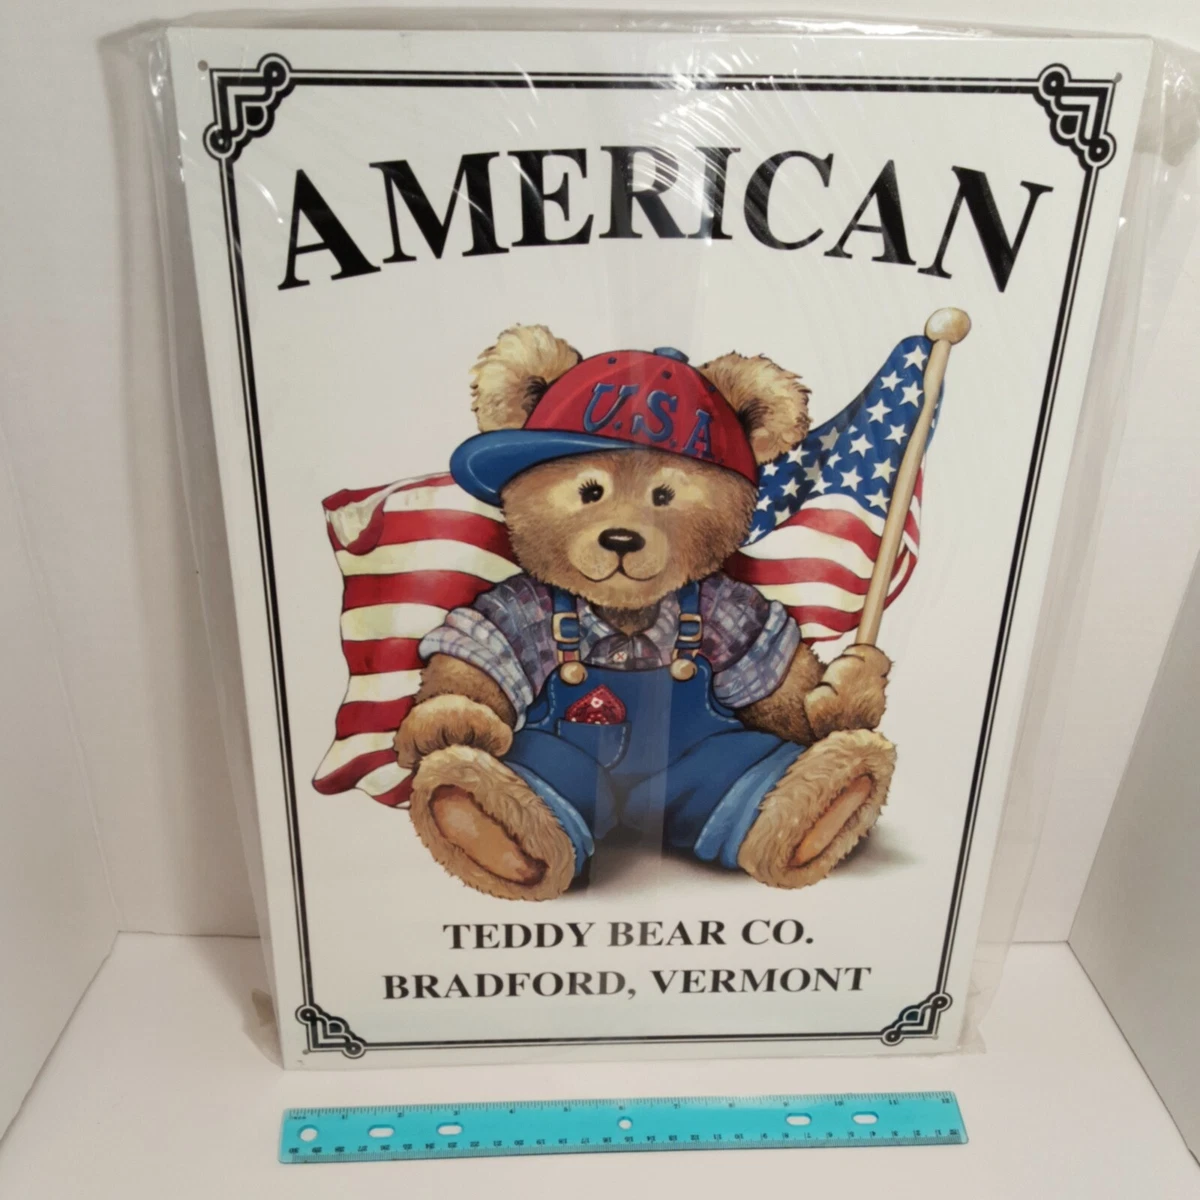 AMERICAN
U.S.A
TEDDY BEAR CO.
BRADFORD, VERMONT